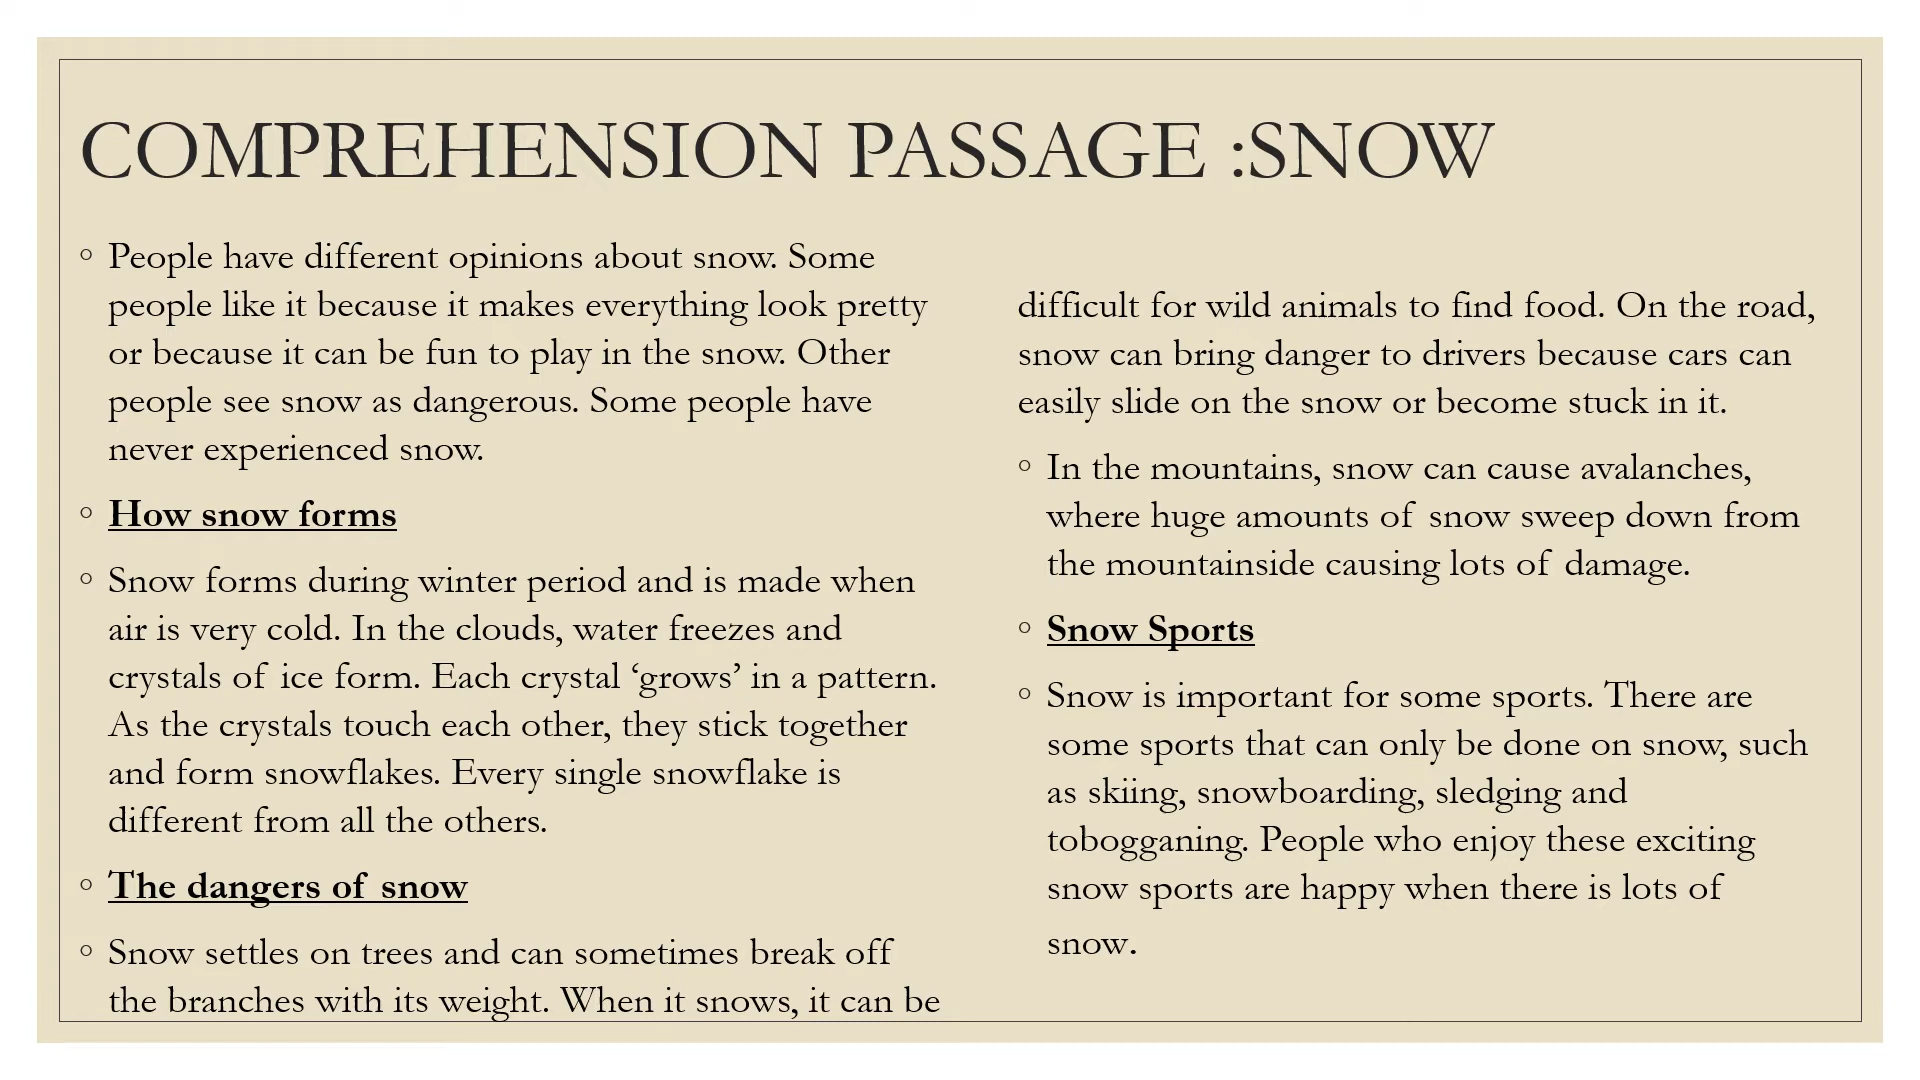 COMPREHENSION PASSAGE :SNOW
◦ People have different opinions about snow. Some
people like it because it makes everything look pretty
or because it can be fun to play in the snow. Other
people see snow as dangerous. Some people have
never experienced snow.
◦ How snow forms
◦ Snow forms during winter period and is made when
air is very cold. In the clouds, water freezes and
crystals of ice form. Each crystal ‘grows’ in a pattern.
As the crystals touch each other, they stick together
and form snowflakes. Every single snowflake is
different from all the others.
◦ The dangers of snow
◦ Snow settles on trees and can sometimes break off
the branches with its weight. When it snows, it can be
difficult for wild animals to find food. On the road,
snow can bring danger to drivers because cars can
easily slide on the snow or become stuck in it.
◦ In the mountains, snow can cause avalanches,
where huge amounts of snow sweep down from
the mountainside causing lots of damage.
◦ Snow Sports
◦ Snow is important for some sports. There are
some sports that can only be done on snow, such
as skiing, snowboarding, sledging and
tobogganing. People who enjoy these exciting
snow sports are happy when there is lots of
snow.